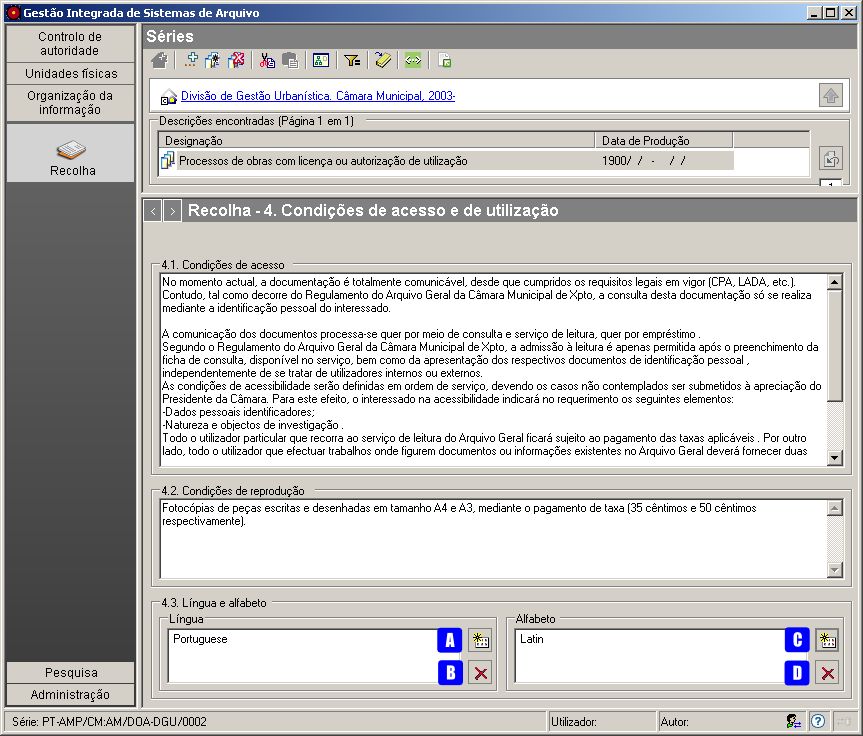 Gestão Integrada de Sistemas de Arquivo
Controlo de
autoridade
Unidades físicas
Organização da
informação
Recolha
Pesquisa
Administração
Séries
Divisão de Gestão Urbanística. Câmara Municipal, 2003-
Descrições encontradas (Página 1 em 1)
Designação Data de Produção
Processos de obras com licença ou autorização de utilização 1900/ / - / /
1
< > Recolha - 4. Condições de acesso e de utilização
4.1. Condições de acesso
No momento actual, a documentação é totalmente comunicável, desde que cumpridos os requisitos legais em vigor (CPA, LADA, etc.).
Contudo, tal como decorre do Regulamento do Arquivo Geral da Câmara Municipal de Xpto, a consulta desta documentação só se realiza
mediante a identificação pessoal do interessado.
A comunicação dos documentos processa-se quer por meio de consulta e serviço de leitura, quer por empréstimo .
Segundo o Regulamento do Arquivo Geral da Câmara Municipal de Xpto, a admissão à leitura é apenas permitida após o preenchimento da
ficha de consulta, disponível no serviço, bem como da apresentação dos respectivos documentos de identificação pessoal ,
independentemente de se tratar de utilizadores internos ou externos.
As condições de acessibilidade serão definidas em ordem de serviço, devendo os casos não contemplados ser submetidos à apreciação do
Presidente da Câmara. Para este efeito, o interessado na acessibilidade indicará no requerimento os seguintes elementos:
-Dados pessoais identificadores;
-Natureza e objectos de investigação .
Todo o utilizador particular que recorra ao serviço de leitura do Arquivo Geral ficará sujeito ao pagamento das taxas aplicáveis . Por outro
lado, todo o utilizador que efectuar trabalhos onde figurem documentos ou informações existentes no Arquivo Geral deverá fornecer duas
4.2. Condições de reprodução
Fotocópias de peças escritas e desenhadas em tamanho A4 e A3, mediante o pagamento de taxa (35 cêntimos e 50 cêntimos
respectivamente).
4.3. Língua e alfabeto
Língua Alfabeto
Portuguese A Latin C
B D
Série: PT-AMP/CM:AM/DOA-DGU/0002 Utilizador: Autor: